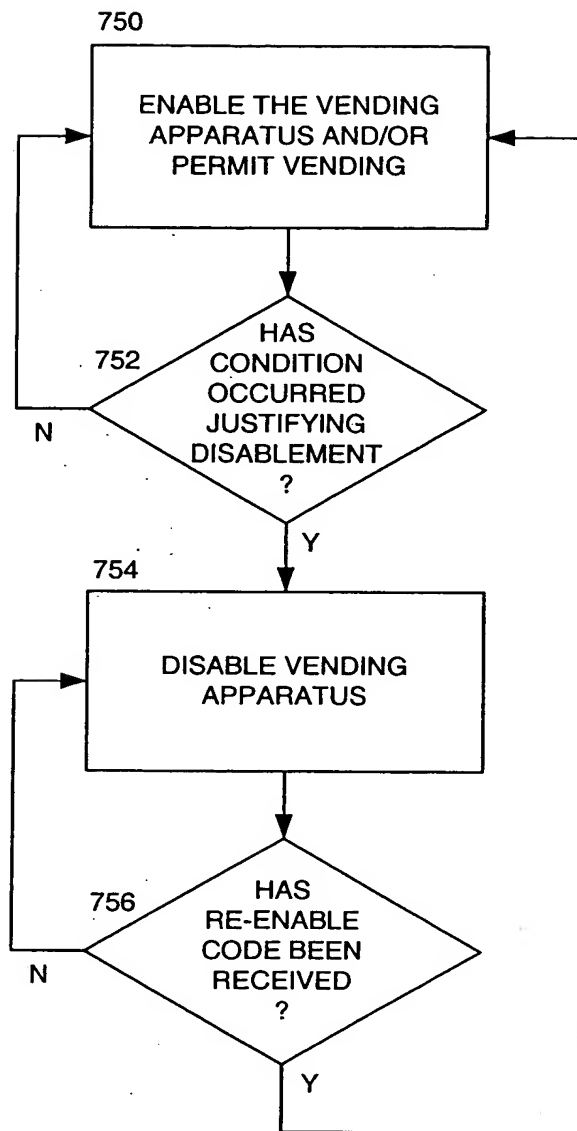 750
ENABLE THE VENDING
APPARATUS AND/OR
PERMIT VENDING
752
HAS
CONDITION
OCCURRED
JUSTIFYING
DISABLEMENT
?
N
Y
754
DISABLE VENDING
APPARATUS
756
HAS
RE-ENABLE
CODE BEEN
RECEIVED
?
N
Y